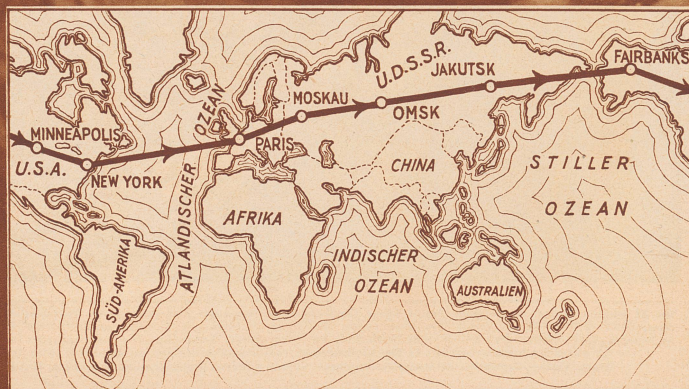 FAIRBANKS
U.D.S.S.R.
JAKUTSK
MOSKAU
OMSK
MINNEAPOLIS
PARIS
U.S.A.
NEW YORK
ATLANDISCHER OZEAN
CHINA
STILLER
OZEAN
AFRIKA
SÜD-AMERIKA
INDISCHER
OZEAN
AUSTRALIEN